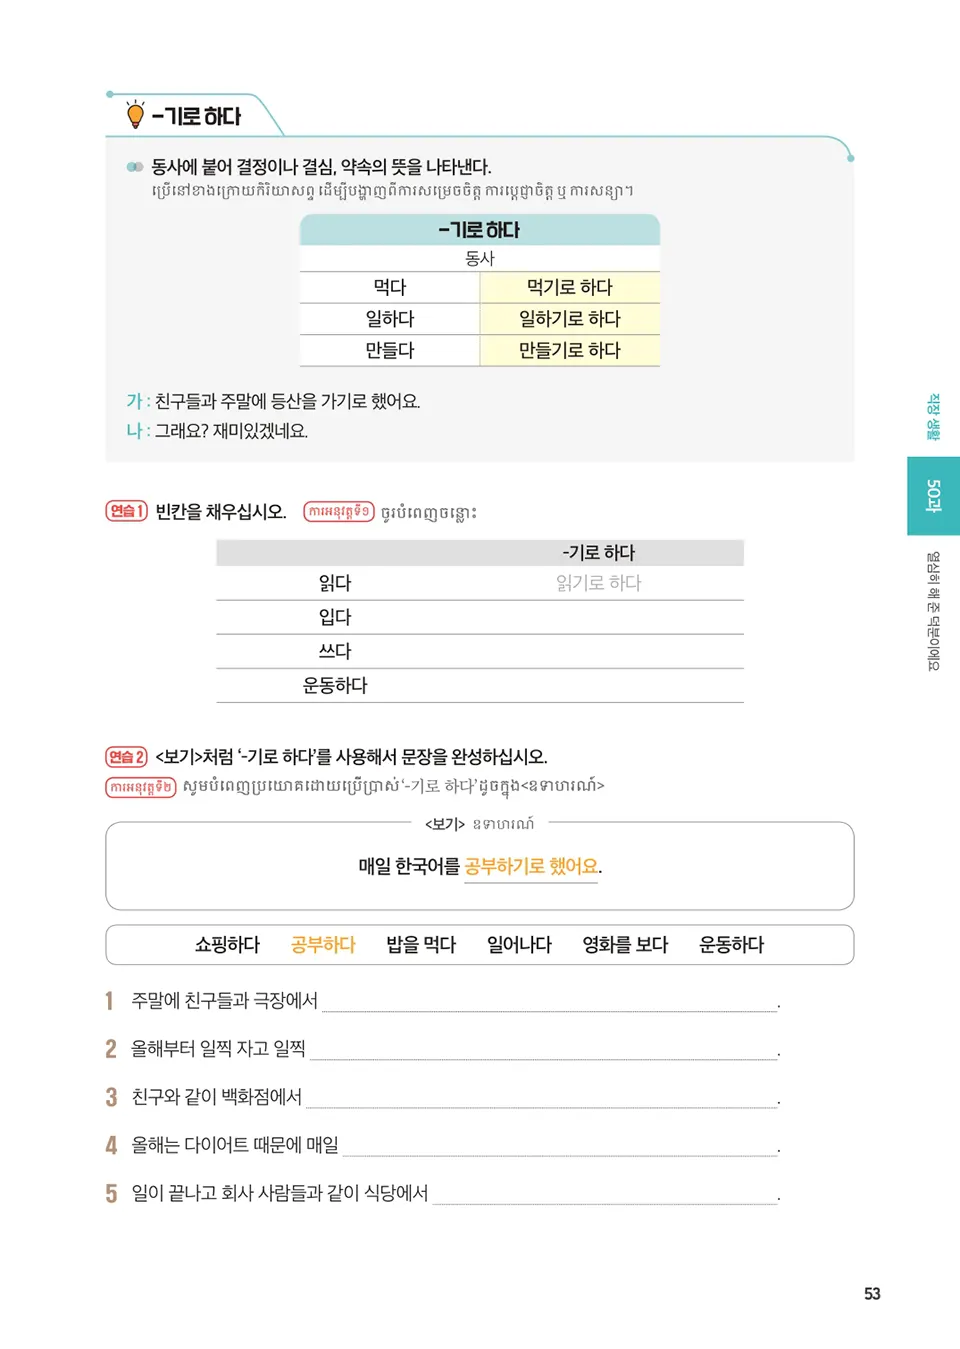 -기로 하다
동사에 붙어 결정이나 결심, 약속의 뜻을 나타낸다.
ប្រើនៅខាងក្រោយកិរិយាសព្ទ ដើម្បីបង្ហាញពីការសម្រេចចិត្ត ការប្តេជ្ញាចិត្ត ឬ ការសន្យា។
-기로 하다
동사
먹다 먹기로 하다
일하다 일하기로 하다
만들다 만들기로 하다
가 : 친구들과 주말에 등산을 가기로 했어요.
나 : 그래요? 재미있겠네요.
연습 1 빈칸을 채우십시오. ការអនុវត្តទី១ ចូរបំពេញចន្លោះ
-기로 하다
읽다 읽기로 하다
입다
쓰다
운동하다
연습 2 <보기>처럼 '-기로 하다'를 사용해서 문장을 완성하십시오.
ការអនុវត្តទី២ សូមបំពេញប្រយោគដោយប្រើប្រាស់'-기로 하다'ដូចក្នុង<ឧទាហរណ៍>
<보기> ឧទាហរណ៍
매일 한국어를 공부하기로 했어요.
쇼핑하다 공부하다 밥을 먹다 일어나다 영화를 보다 운동하다
1 주말에 친구들과 극장에서 .
2 올해부터 일찍 자고 일찍 .
3 친구와 같이 백화점에서 .
4 올해는 다이어트 때문에 매일 .
5 일이 끝나고 회사 사람들과 같이 식당에서 .
직장 생활
50과
열심히 해 준 덕분이에요
53